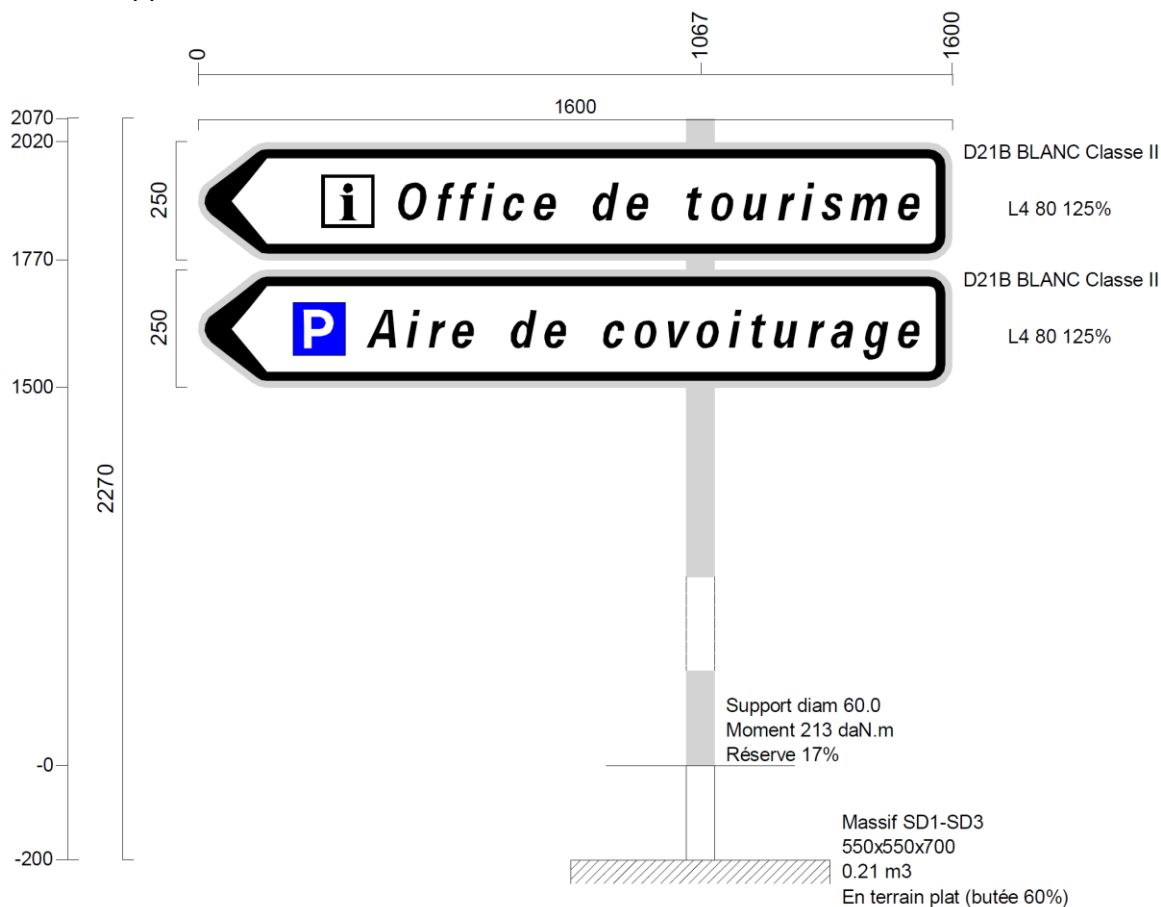 0
1067
1600
2070
2020
1600
D21B BLANC Classe II
250
i Office de tourisme
L4 80 125%
1770
D21B BLANC Classe II
250
P Aire de covoiturage
L4 80 125%
1500
2270
Support diam 60.0
Moment 213 daN.m
Réserve 17%
-0
Massif SD1-SD3
550x550x700
-200
0.21 m3
En terrain plat (butée 60%)